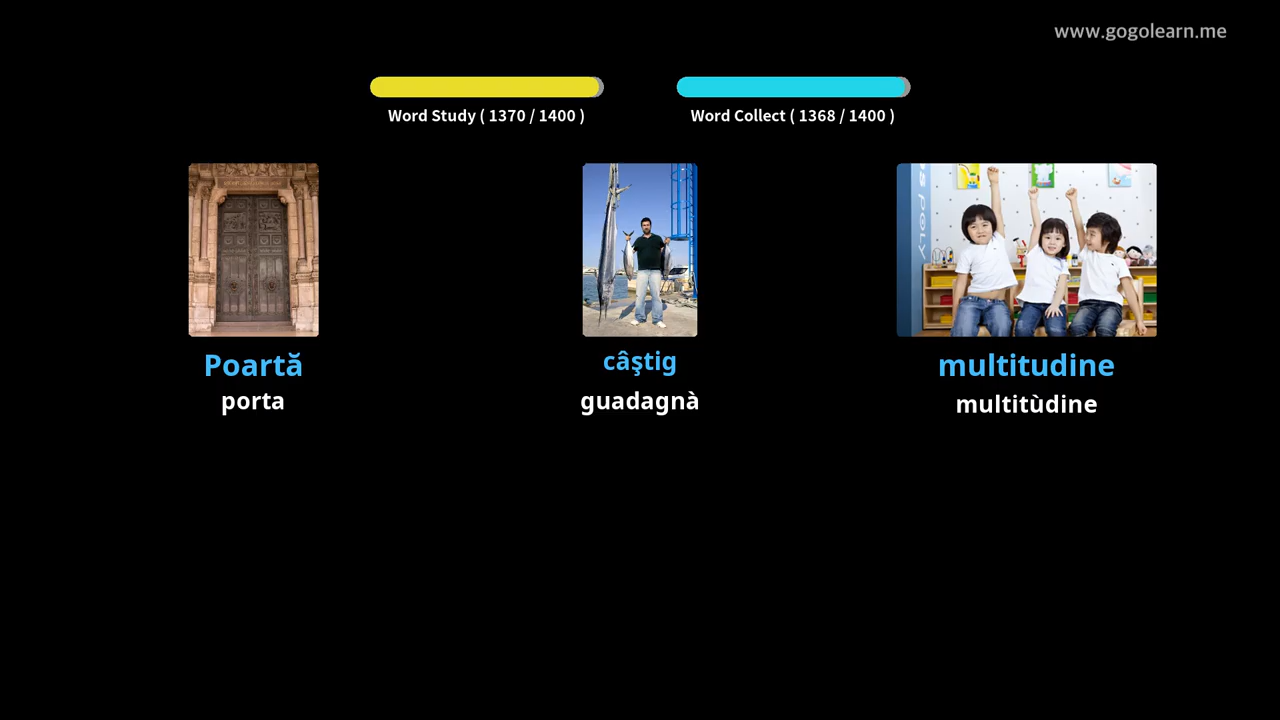 www.gogolearn.me
Word Study ( 1370 / 1400 )
Word Collect ( 1368 / 1400 )
Poartă
porta
câştig
guadagnà
multitudine
multitùdine